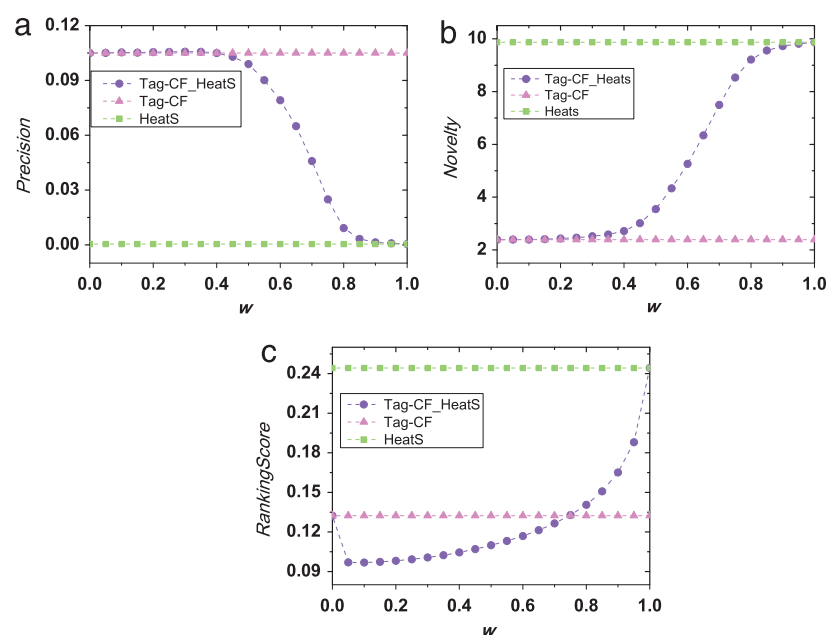 a
0.12
0.09
0.06
0.03
0.00
Precision
Tag-CF_HeatS
Tag-CF
HeatS
0.0 0.2 0.4 0.6 0.8 1.0
w
b
10
8
6
4
2
Novelty
Tag-CF_Heats
Tag-CF
Heats
0.0 0.2 0.4 0.6 0.8 1.0
w
c
0.24
0.21
0.18
0.15
0.12
0.09
RankingScore
Tag-CF_HeatS
Tag-CF
HeatS
0.0 0.2 0.4 0.6 0.8 1.0
w